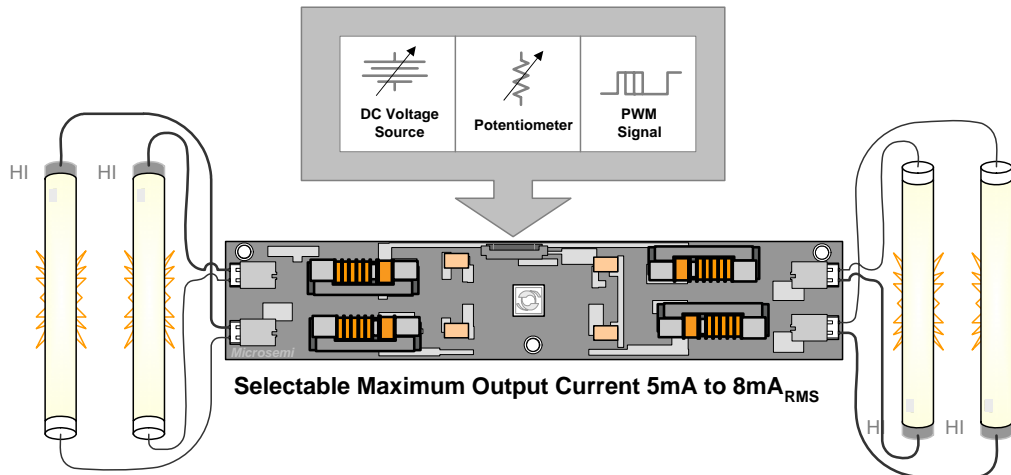 DC Voltage
Source
Potentiometer
PWM
Signal
HI
HI
Microsemi
HI
HI
Selectable Maximum Output Current 5mA to 8mARMS